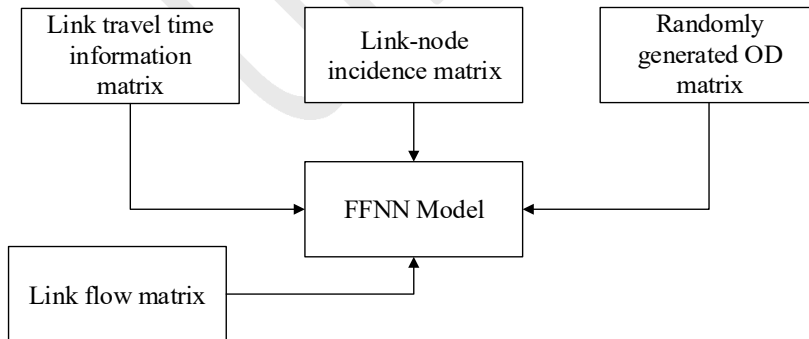 Link travel time
information
matrix
Link-node
incidence matrix
Randomly
generated OD
matrix
FFNN Model
Link flow matrix